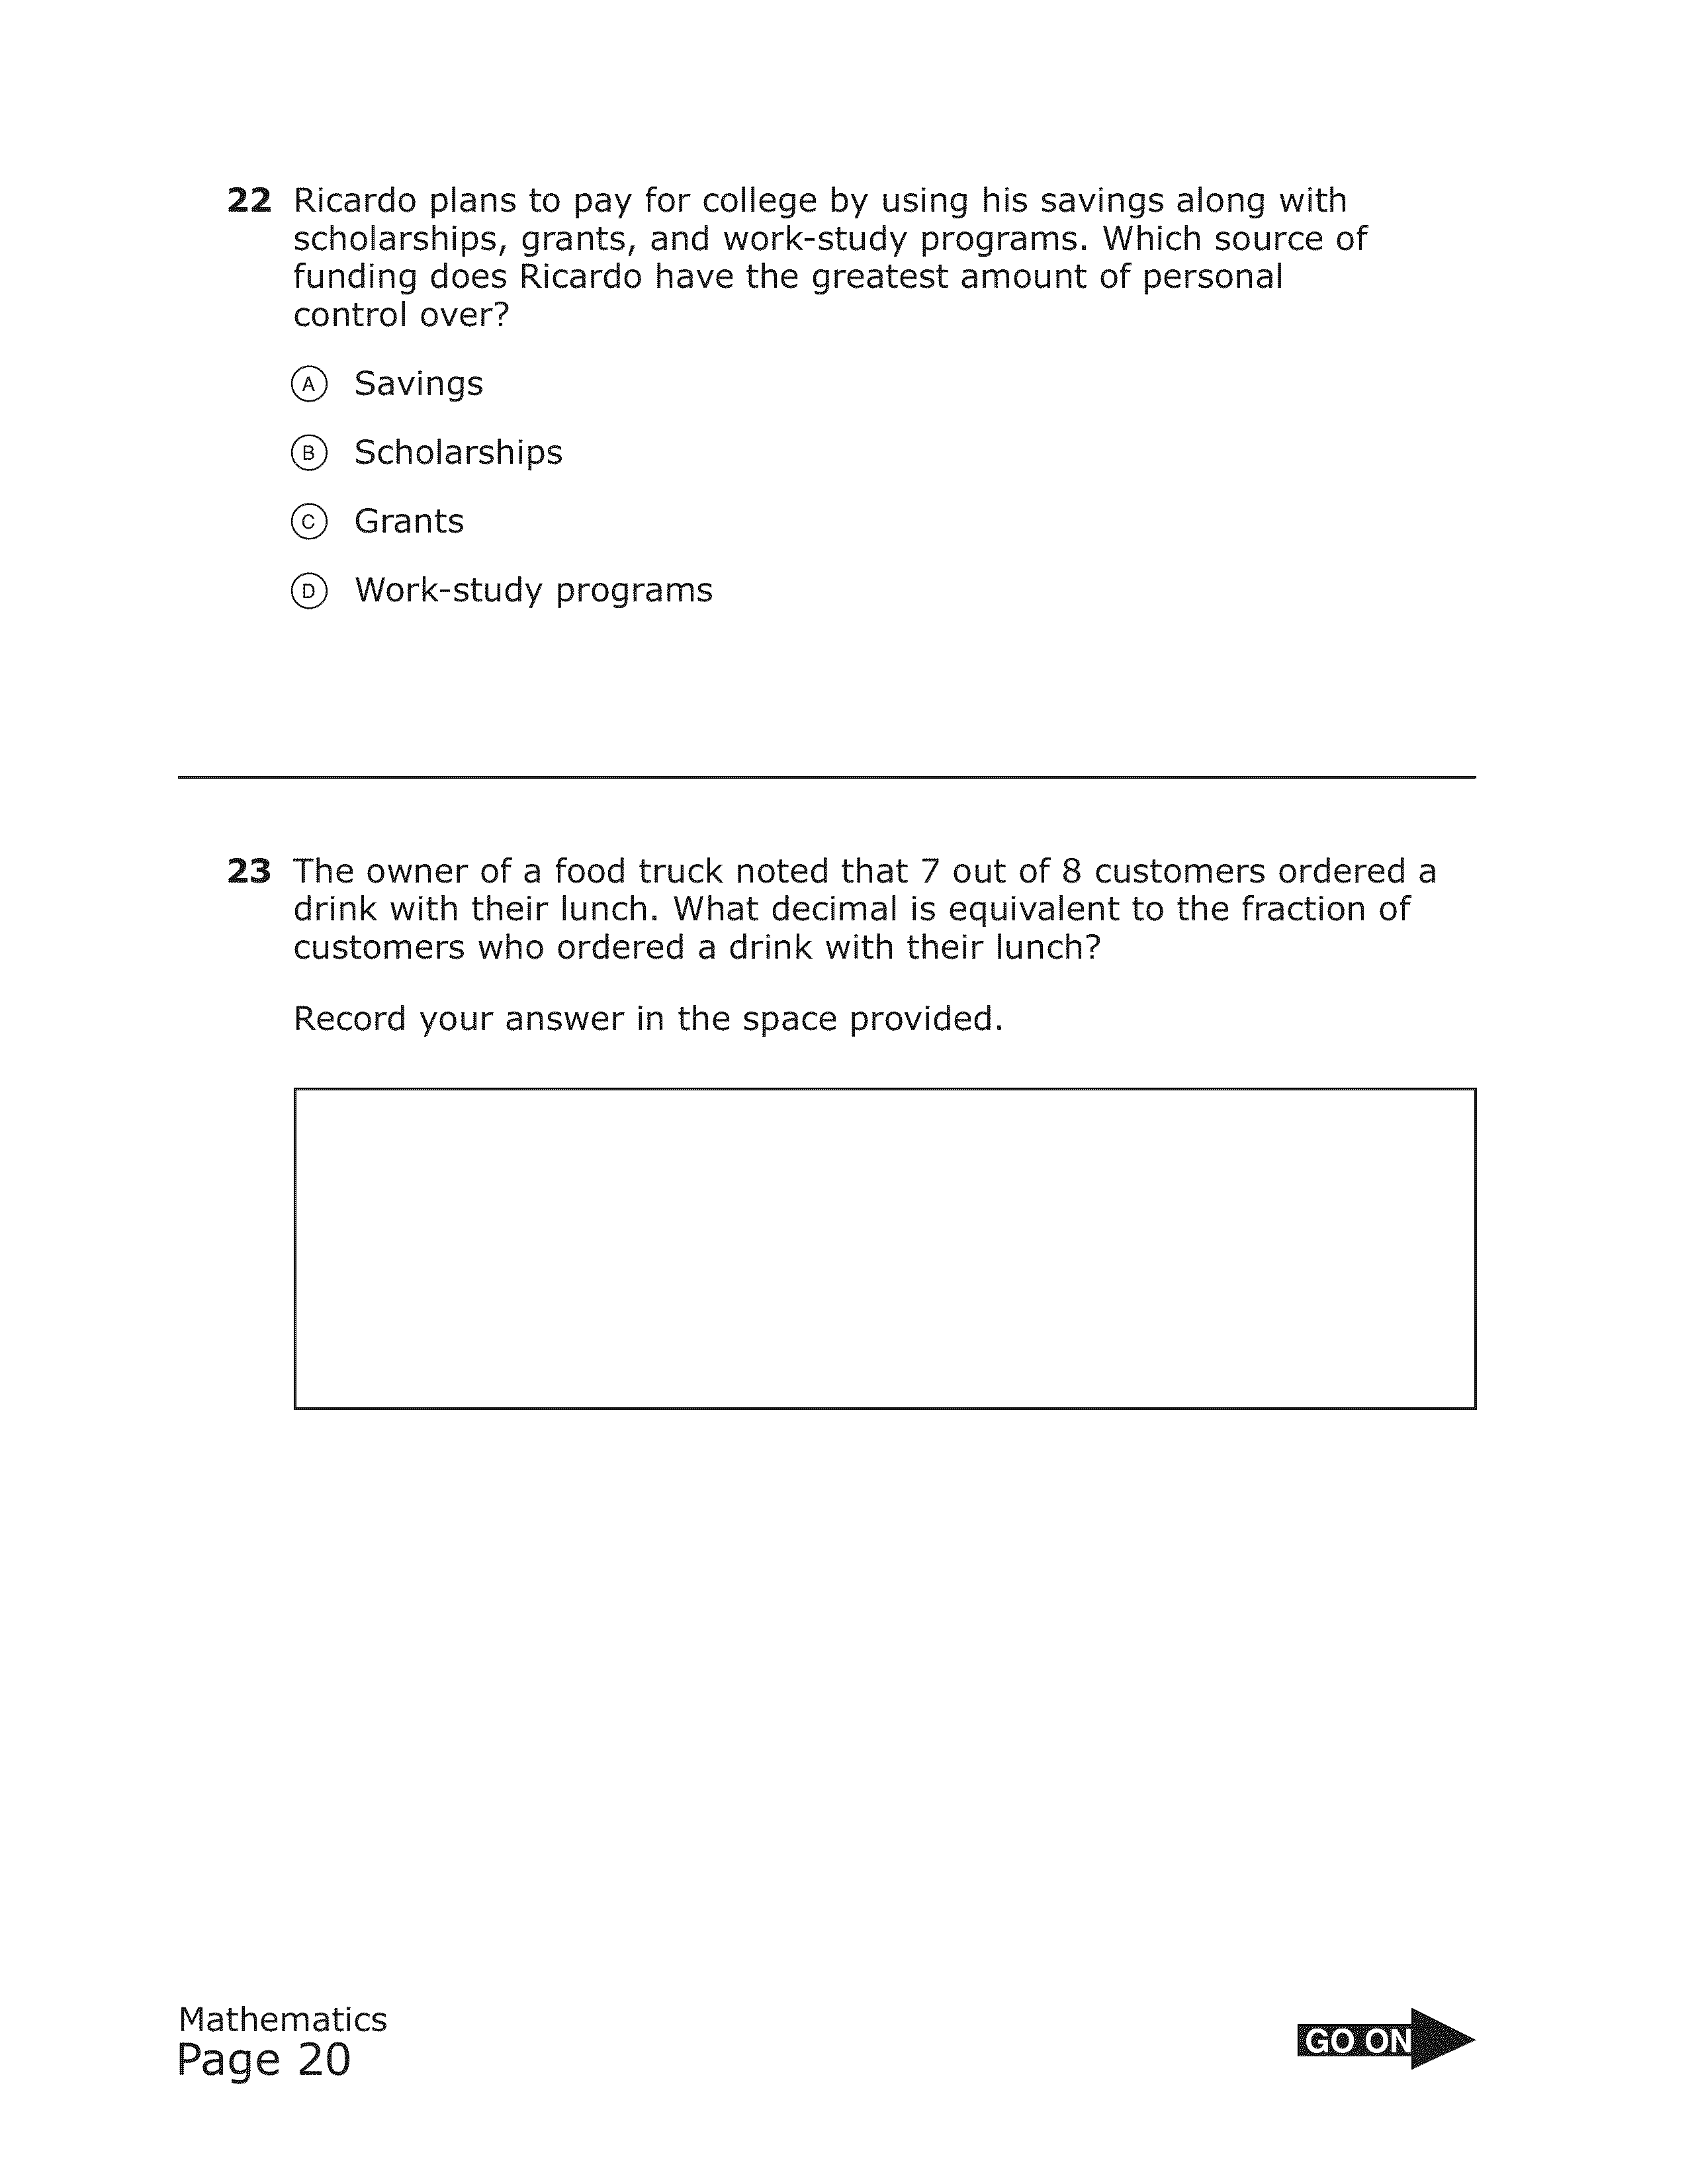 22 Ricardo plans to pay for college by using his savings along with
scholarships, grants, and work-study programs. Which source of
funding does Ricardo have the greatest amount of personal
control over?
A Savings
B Scholarships
C Grants
D Work-study programs
23 The owner of a food truck noted that 7 out of 8 customers ordered a
drink with their lunch. What decimal is equivalent to the fraction of
customers who ordered a drink with their lunch?
Record your answer in the space provided.
Mathematics
Page 20
GO ON